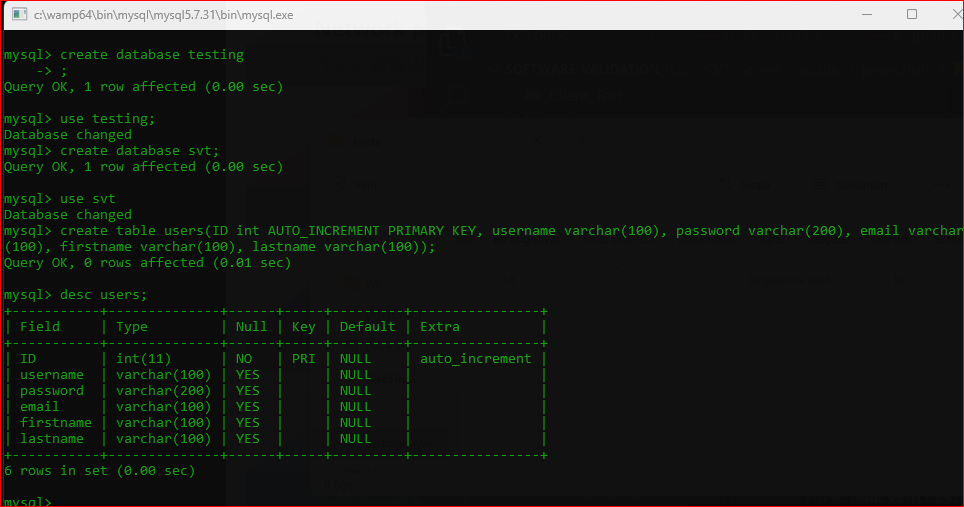 c:\wamp64\bin\mysql\mysql5.7.31\bin\mysql.exe
mysql> create database testing
    -> ;
Query OK, 1 row affected (0.00 sec)
mysql> use testing;
Database changed
mysql> create database svt;
Query OK, 1 row affected (0.00 sec)
mysql> use svt
Database changed
mysql> create table users(ID int AUTO_INCREMENT PRIMARY KEY, username varchar(100), password varchar(200), email varchar
(100), firstname varchar(100), lastname varchar(100));
Query OK, 0 rows affected (0.01 sec)
mysql> desc users;
+-----------+--------------+------+-----+---------+----------------+
| Field     | Type         | Null | Key | Default | Extra          |
+-----------+--------------+------+-----+---------+----------------+
| ID        | int(11)      | NO   | PRI | NULL    | auto_increment |
| username  | varchar(100) | YES  |     | NULL    |                |
| password  | varchar(200) | YES  |     | NULL    |                |
| email     | varchar(100) | YES  |     | NULL    |                |
| firstname | varchar(100) | YES  |     | NULL    |                |
| lastname  | varchar(100) | YES  |     | NULL    |                |
+-----------+--------------+------+-----+---------+----------------+
6 rows in set (0.00 sec)
mysql>